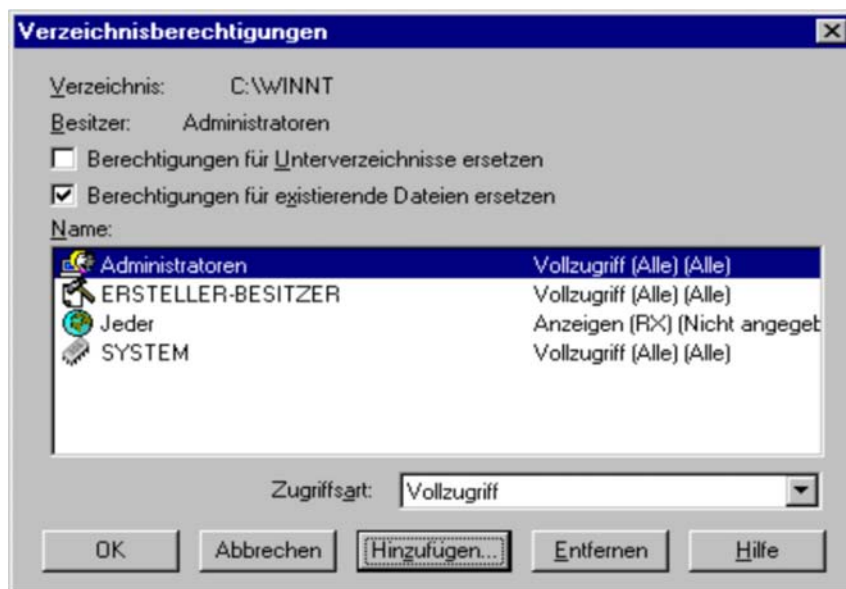 Verzeichnisberechtigungen
Verzeichnis: C:\WINNT
Besitzer: Administratoren
Berechtigungen für Unterverzeichnisse ersetzen
Berechtigungen für existierende Dateien ersetzen
Name:
Administratoren Vollzugriff (Alle) (Alle)
ERSTELLER-BESITZER Vollzugriff (Alle) (Alle)
Jeder Anzeigen (RX) (Nicht angegeb
SYSTEM Vollzugriff (Alle) (Alle)
Zugriffsart: Vollzugriff
OK Abbrechen Hinzufügen... Entfernen Hilfe